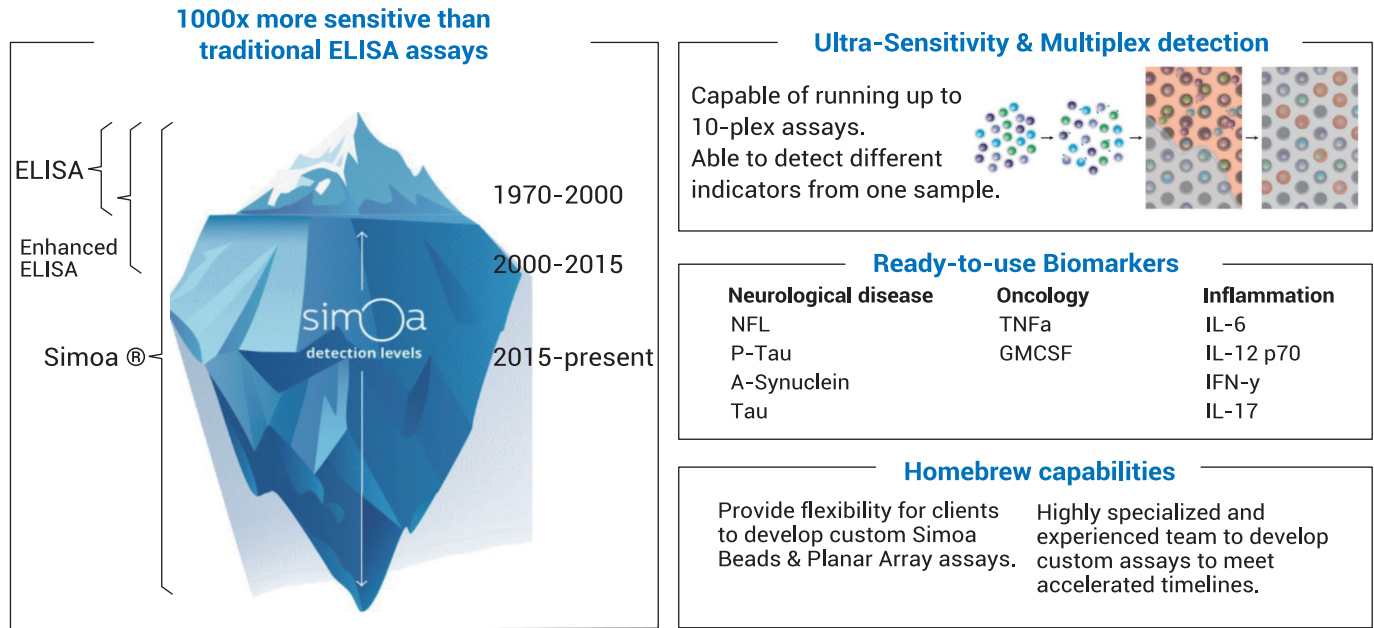 1000x more sensitive than
traditional ELISA assays
ELISA
Enhanced
ELISA
Simoa ®
1970-2000
2000-2015
2015-present
simoa
detection levels
Ultra-Sensitivity & Multiplex detection
Capable of running up to
10-plex assays.
Able to detect different
indicators from one sample.
Ready-to-use Biomarkers
Neurological disease
NFL
P-Tau
A-Synuclein
Tau
Oncology
TNFa
GMCSF
Inflammation
IL-6
IL-12 p70
IFN-y
IL-17
Homebrew capabilities
Provide flexibility for clients
to develop custom Simoa
Beads & Planar Array assays.
Highly specialized and
experienced team to develop
custom assays to meet
accelerated timelines.